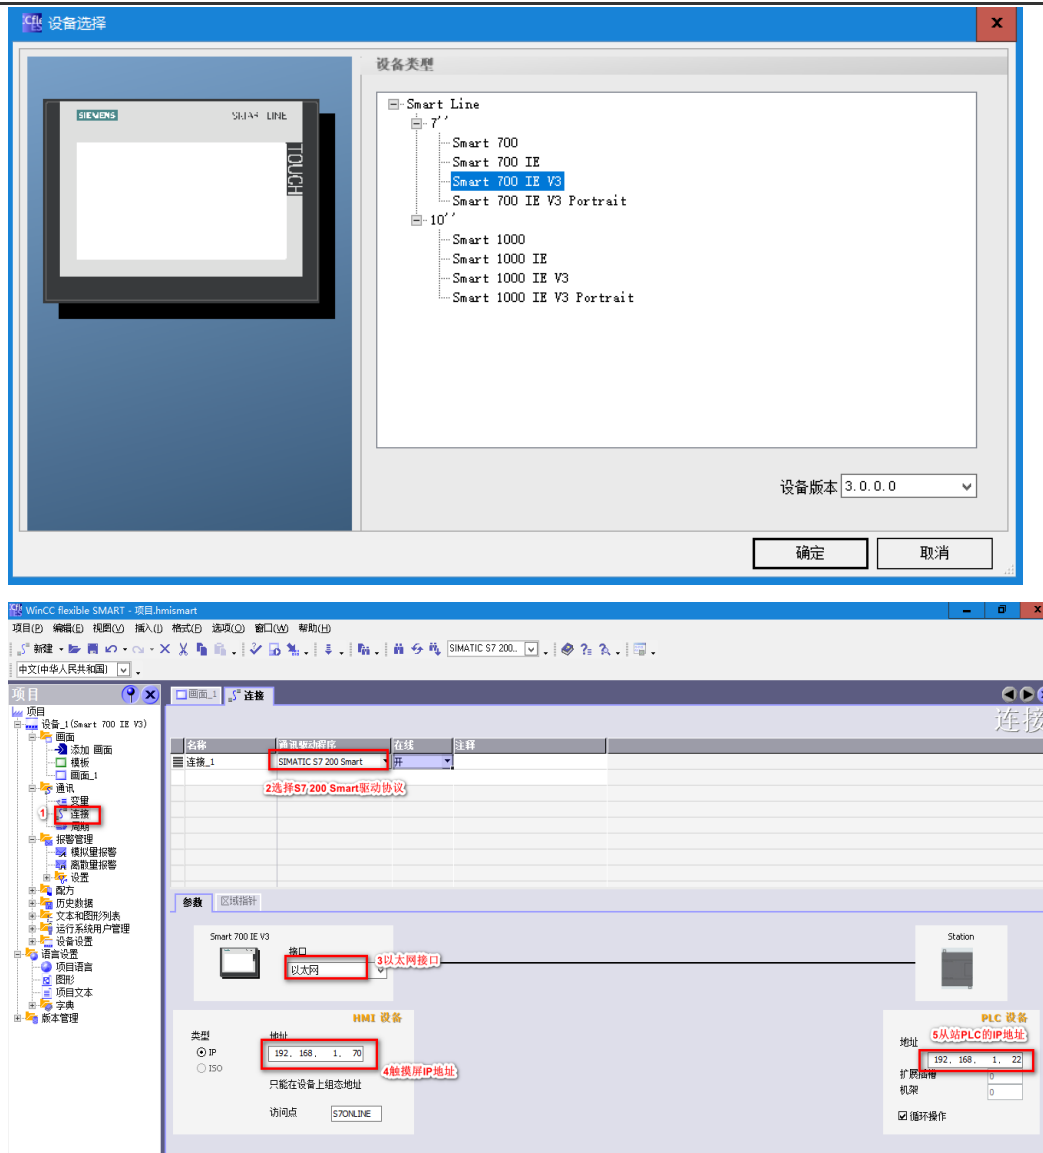 设备选择
设备类型
SIEMENS
TOUCH
Smart Line
7''
Smart 700
Smart 700 IE
Smart 700 IE V3
Smart 700 IE V3 Portrait
10''
Smart 1000
Smart 1000 IE
Smart 1000 IE V3
Smart 1000 IE V3 Portrait
设备版本 3.0.0.0
确定 取消
WinCC flexible SMART - 项目.hmismart
项目(P) 编辑(E) 视图(V) 插入(I) 格式(F) 选项(O) 窗口(W) 帮助(H)
新建 SIMATIC S7 200..
中文(中华人民共和国)
项目 画面_1 连接
连接
项目
设备_1(Smart 700 IE V3)
画面
添加 画面
模板
画面_1
通讯
变量
1 连接
周期
报警管理
模拟量报警
离散量报警
设置
配方
历史数据
文本和图形列表
运行系统用户管理
设备设置
语言设置
项目语言
图形
项目文本
字典
版本管理
名称 通讯驱动程序 在线 注释
连接_1 SIMATIC S7 200 Smart 开
2选择S7 200 Smart驱动协议
参数 区域指针
Smart 700 IE V3 Station
接口
以太网 3以太网接口
HMI 设备
类型 地址
IP 192. 168. 1. 70
ISO
4触摸屏IP地址
只能在设备上组态地址
访问点 S7ONLINE
PLC 设备
5从站PLC的IP地址
地址
192. 168. 1. 22
扩展插槽 0
机架 0
循环操作